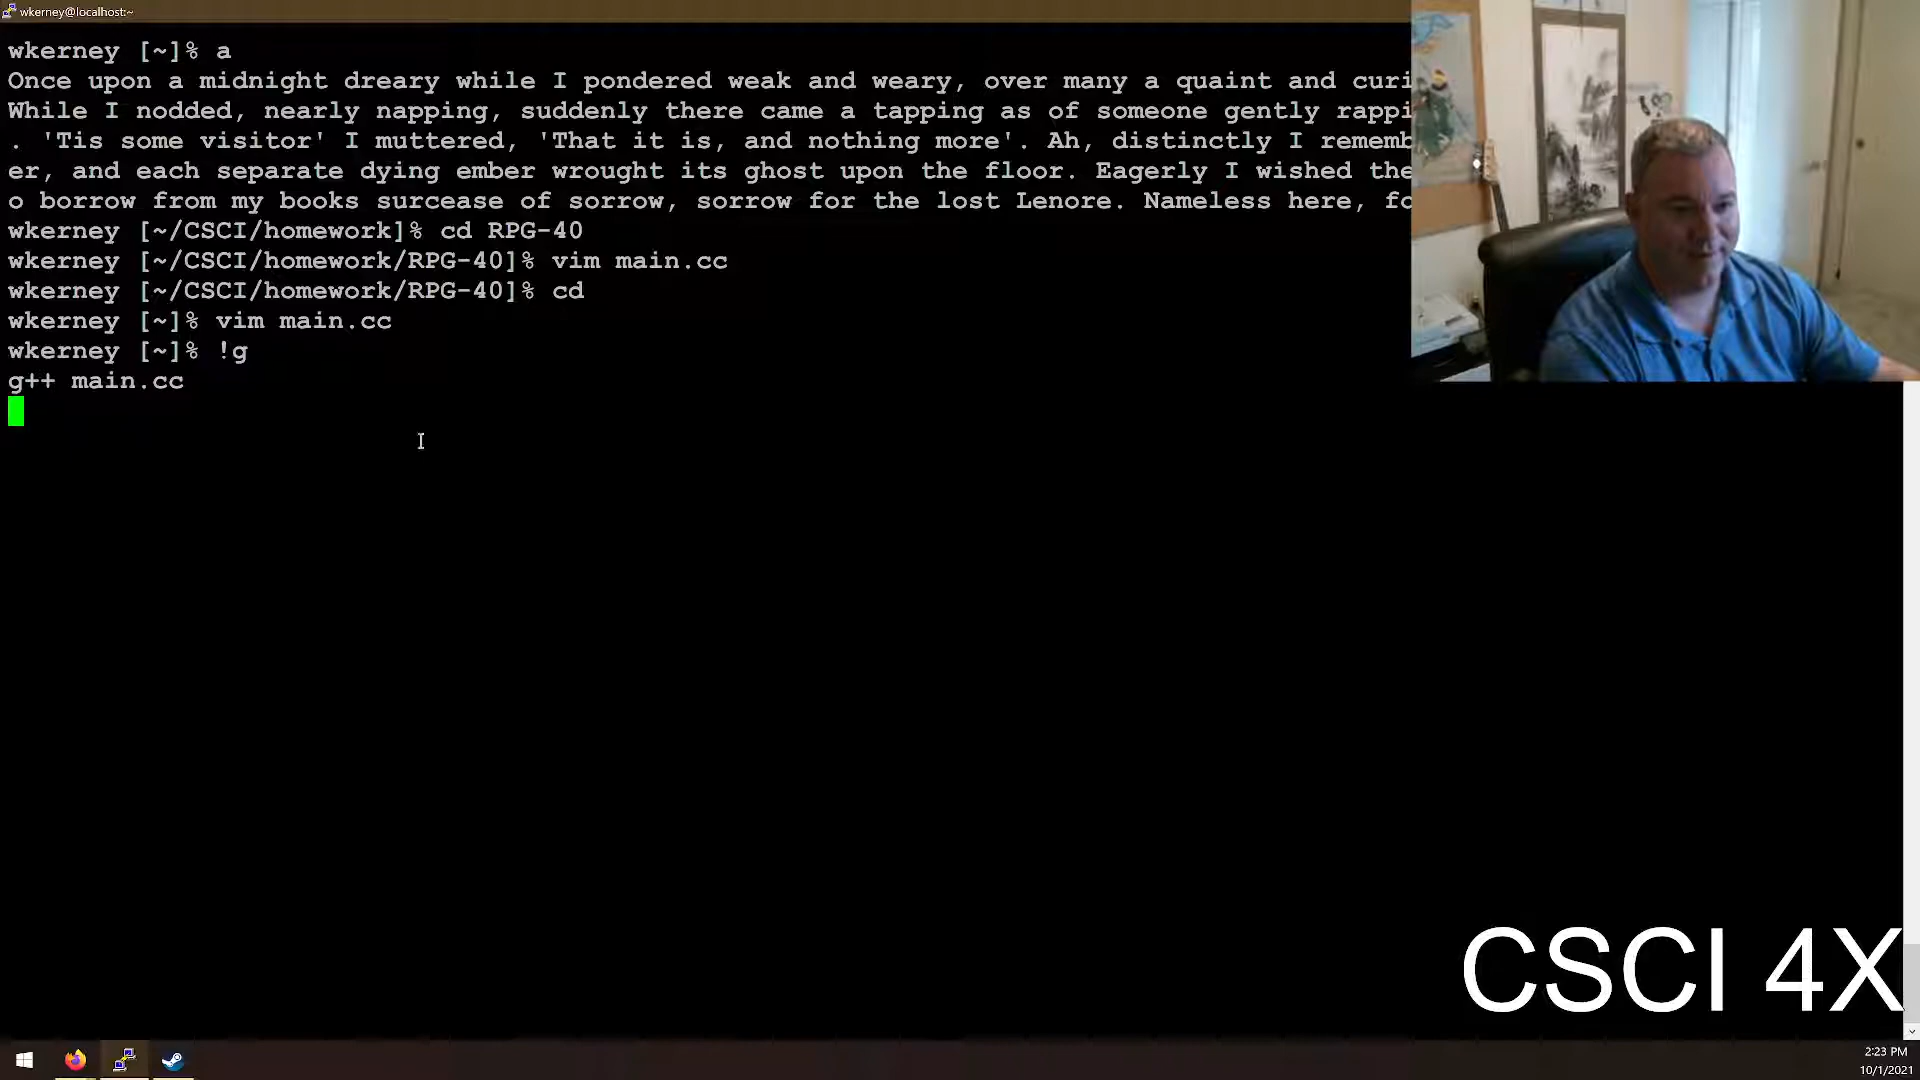 wkerney@localhost:~
wkerney [~]% a
Once upon a midnight dreary while I pondered weak and weary, over many a quaint and curi
While I nodded, nearly napping, suddenly there came a tapping as of someone gently rappi
. 'Tis some visitor' I muttered, 'That it is, and nothing more'. Ah, distinctly I rememb
er, and each separate dying ember wrought its ghost upon the floor. Eagerly I wished the
o borrow from my books surcease of sorrow, sorrow for the lost Lenore. Nameless here, fo
wkerney [~/CSCI/homework]% cd RPG-40
wkerney [~/CSCI/homework/RPG-40]% vim main.cc
wkerney [~/CSCI/homework/RPG-40]% cd
wkerney [~]% vim main.cc
wkerney [~]% !g
g++ main.cc
CSCI 4X
2:23 PM
10/1/2021